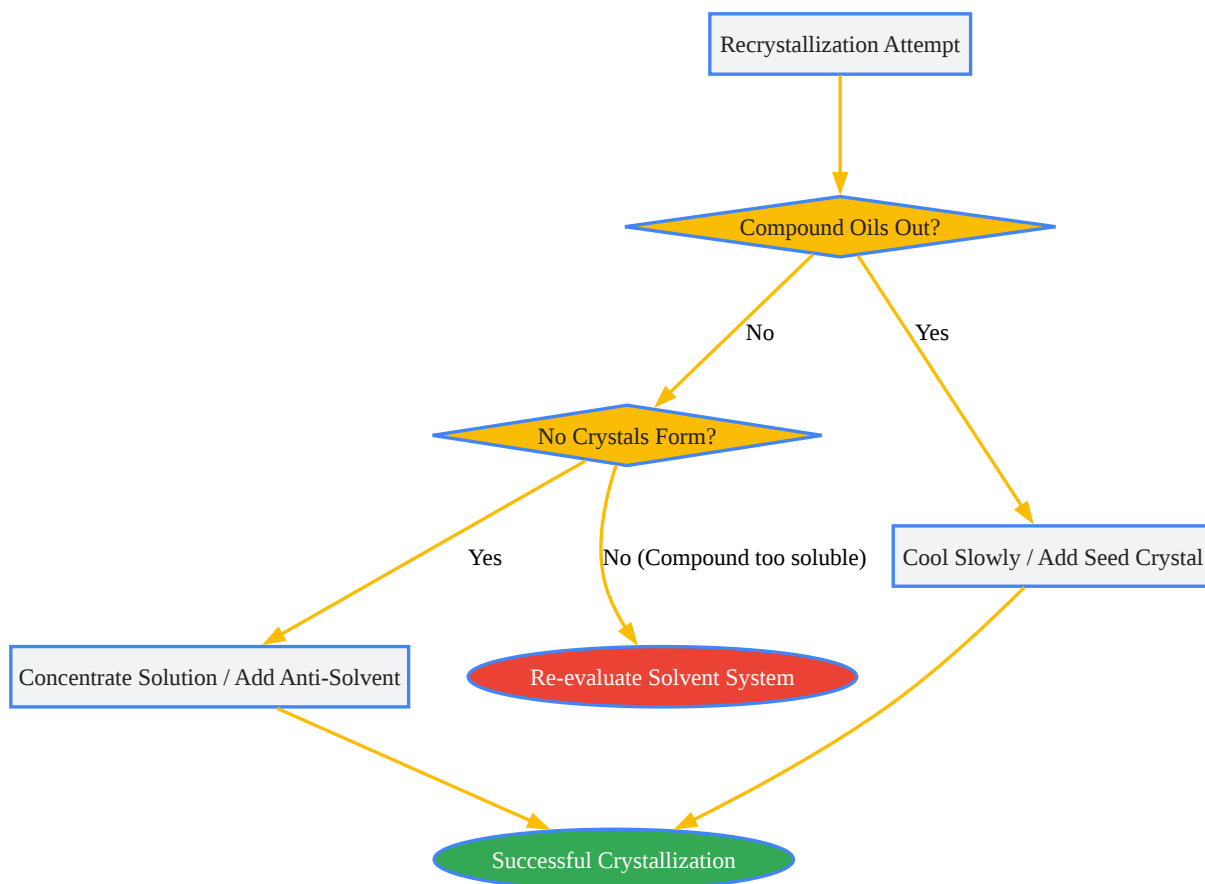 Recrystallization Attempt
Compound Oils Out?
No
Yes
No Crystals Form?
Yes
No (Compound too soluble)
Cool Slowly / Add Seed Crystal
Concentrate Solution / Add Anti-Solvent
Re-evaluate Solvent System
Successful Crystallization